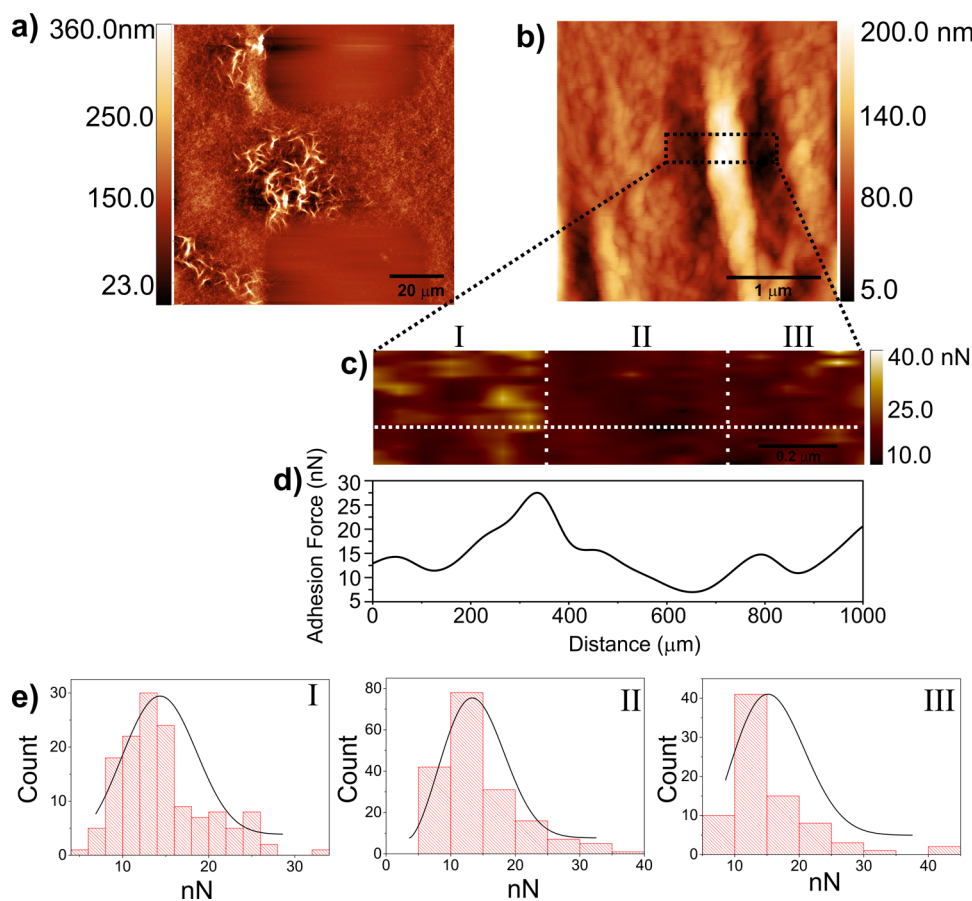 a)
360.0nm
250.0
150.0
23.0
20 μm
b)
200.0 nm
140.0
80.0
5.0
1 μm
I II III
c)
40.0 nN
25.0
10.0
0.2 μm
d)
Adhesion Force (nN)
30
25
20
15
10
5
0 200 400 600 800 1000
Distance (μm)
e)
I
Count
30
20
10
0
10 20 30
nN
II
Count
80
60
40
20
0
0 10 20 30 40
nN
III
Count
40
30
20
10
0
10 20 30 40
nN